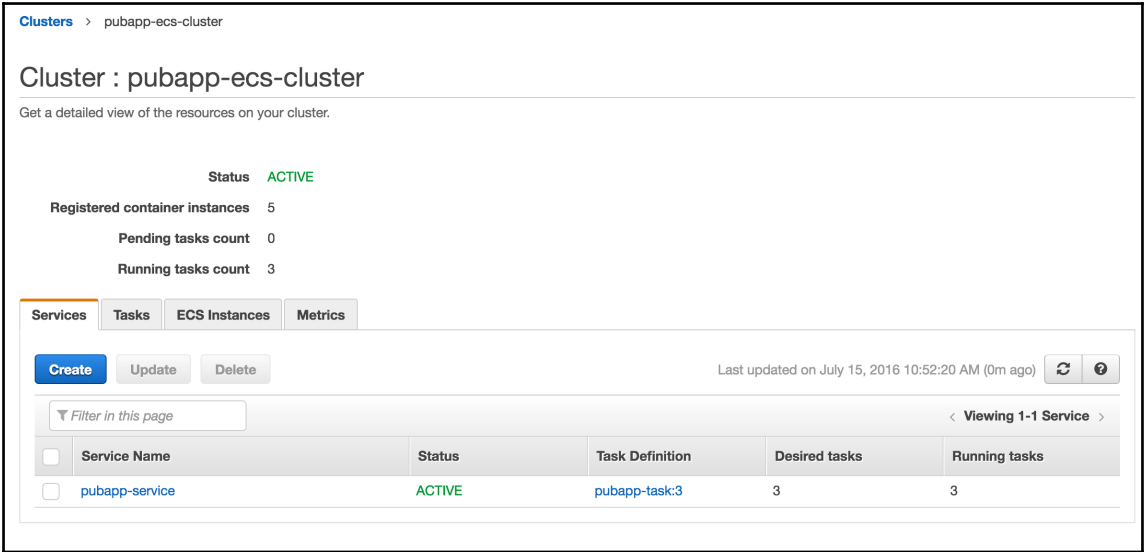 Clusters > pubapp-ecs-cluster
Cluster : pubapp-ecs-cluster
Get a detailed view of the resources on your cluster.
Status ACTIVE
Registered container instances 5
Pending tasks count 0
Running tasks count 3
Services Tasks ECS Instances Metrics
Create Update Delete Last updated on July 15, 2016 10:52:20 AM (0m ago) ?
Filter in this page < Viewing 1-1 Service >
Service Name Status Task Definition Desired tasks Running tasks
pubapp-service ACTIVE pubapp-task:3 3 3